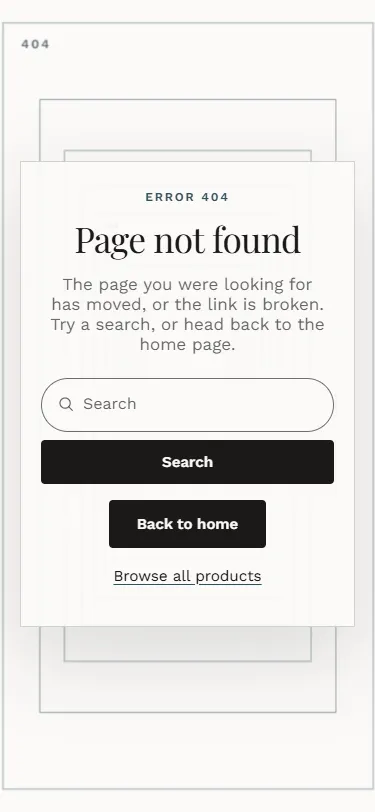 404
ERROR 404
Page not found
The page you were looking for
has moved, or the link is broken.
Try a search, or head back to the
home page.
Search
Search
Back to home
Browse all products